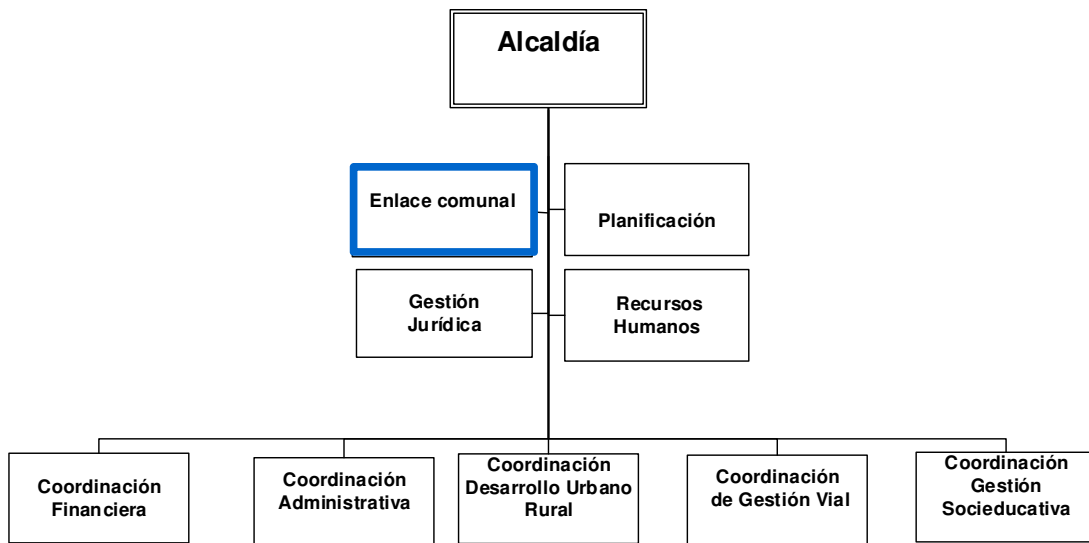 Alcaldía
Enlace comunal
Planificación
Gestión
Jurídica
Recursos
Humanos
Coordinación
Financiera
Coordinación
Administrativa
Coordinación
Desarrollo Urbano
Rural
Coordinación
de Gestión Vial
Coordinación
Gestión
Socieducativa